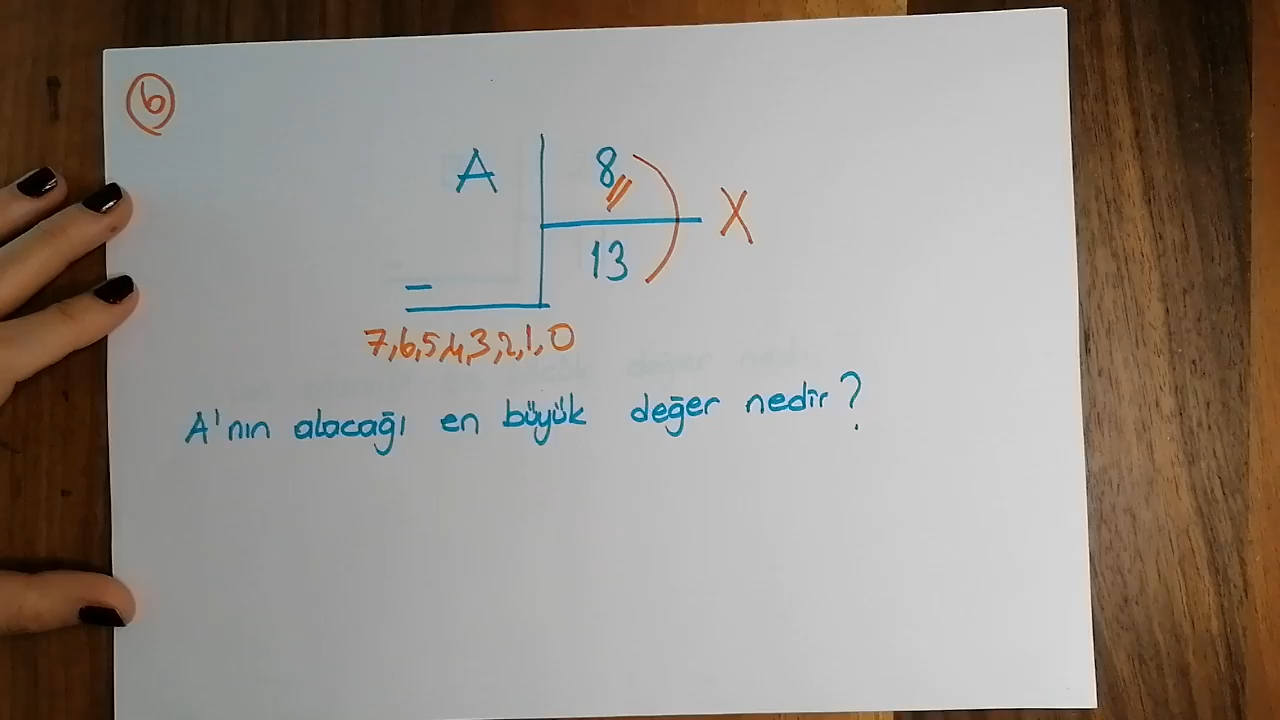 6
A 8
X
13
7,6,5,4,3,2,1,0
A'nın alacağı en büyük değer nedir?